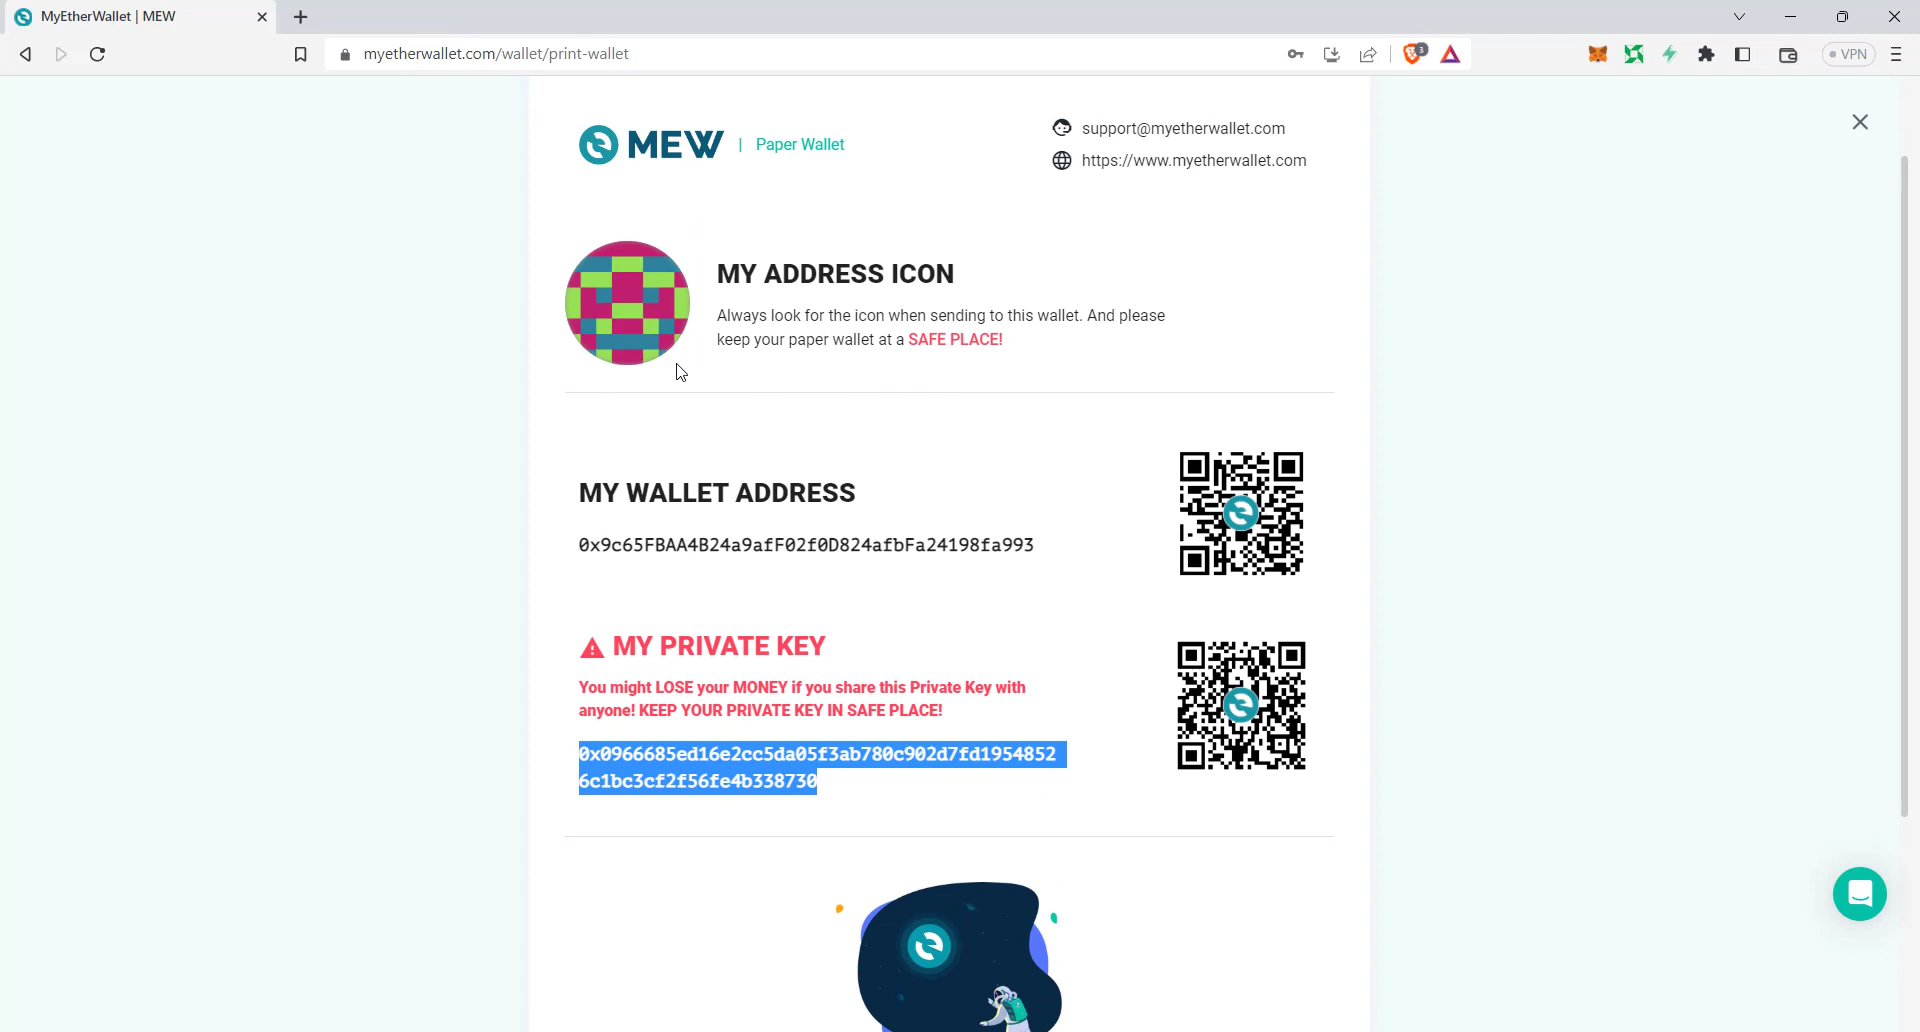 MyEtherWallet | MEW
myetherwallet.com/wallet/print-wallet
3
VPN
MEW | Paper Wallet
support@myetherwallet.com
https://www.myetherwallet.com
MY ADDRESS ICON
Always look for the icon when sending to this wallet. And please
keep your paper wallet at a SAFE PLACE!
MY WALLET ADDRESS
0x9c65FBAA4B24a9afF02f0D824afbFa24198fa993
MY PRIVATE KEY
You might LOSE your MONEY if you share this Private Key with
anyone! KEEP YOUR PRIVATE KEY IN SAFE PLACE!
0x0966685ed16e2cc5da05f3ab780c902d7fd1954852
6c1bc3cf2f56fe4b338730